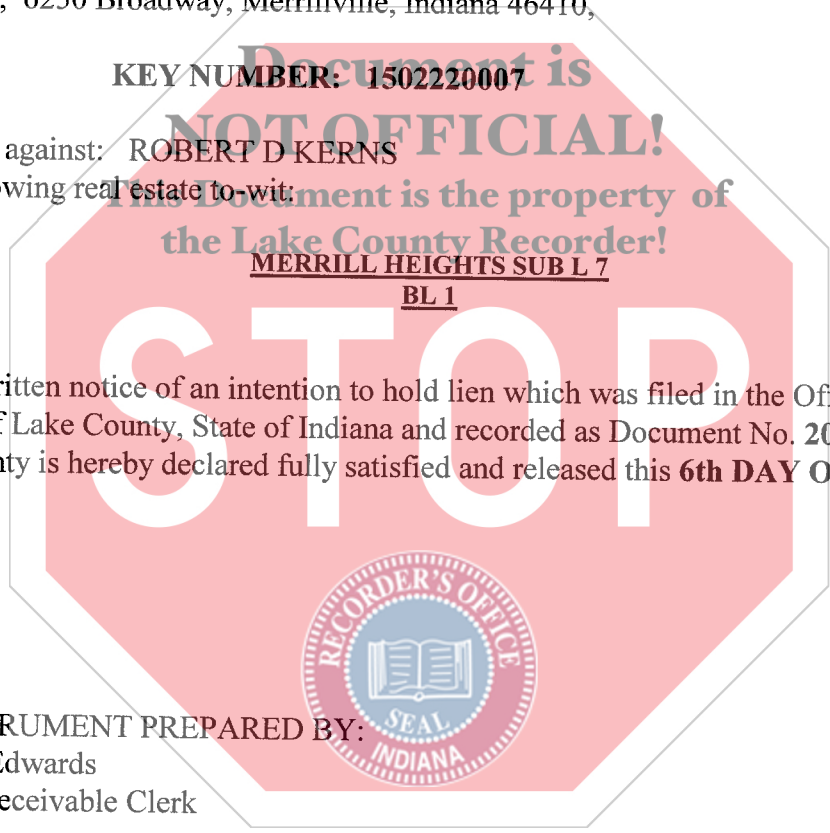 , 6250 Broadway, Merrillville, Indiana 46410,
KEY NUMBER: 1502220007
Document is
NOT OFFICIAL!
against: ROBERT D KERNS
owing real estate to-wit:
This Document is the property of
the Lake County Recorder!
MERRILL HEIGHTS SUB L 7
BL 1
STOP
ritten notice of an intention to hold lien which was filed in the Off
f Lake County, State of Indiana and recorded as Document No. 20
nty is hereby declared fully satisfied and released this 6th DAY O
RECORDER'S OFFICE
SEAL
INDIANA
RUMENT PREPARED BY:
Edwards
eceivable Clerk